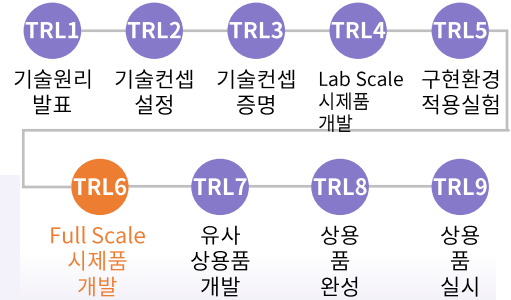 TRL1 TRL2 TRL3 TRL4 TRL5
기술원리
발표
기술컨셉
설정
기술컨셉
증명
Lab Scale
시제품
개발
구현환경
적용실험
TRL6 TRL7 TRL8 TRL9
Full Scale
시제품
개발
유사
상용품
개발
상용
품
완성
상용
품
실시